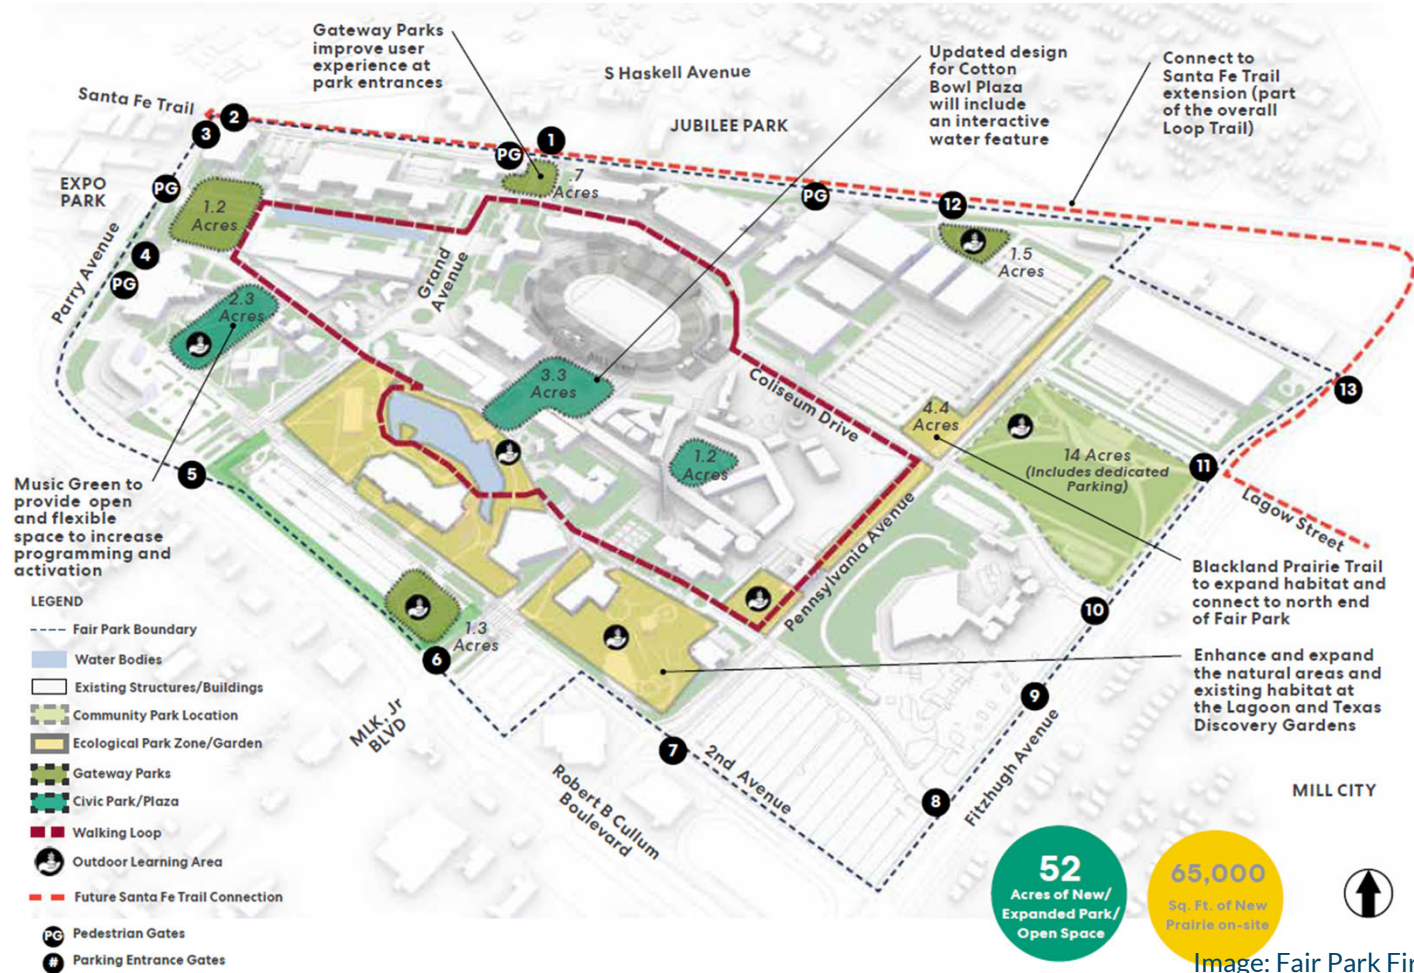 Gateway Parks
improve user
experience at
park entrances
S Haskell Avenue
JUBILEE PARK
Updated design
for Cotton
Bowl Plaza
will include
an interactive
water feature
Connect to
Santa Fe Trail
extension (part
of the overall
Loop Trail)
Santa Fe Trail
2
3
1
PG
.7
Acres
EXPO
PARK
PG
1.2
Acres
PG
12
1.5
Acres
4
PG
Parry Avenue
Grand
Avenue
2.3
Acres
3.3
Acres
Coliseum Drive
13
4.4
Acres
14 Acres
(Includes dedicated
Parking)
1.2
Acres
11
Lagow Street
5
Music Green to
provide open
and flexible
space to increase
programming and
activation
Pennsylvania Avenue
Blackland Prairie Trail
to expand habitat and
connect to north end
of Fair Park
10
1.3
Acres
6
Enhance and expand
the natural areas and
existing habitat at
the Lagoon and Texas
Discovery Gardens
9
MLK, Jr
BLVD
7
2nd Avenue
Robert B Cullum
Boulevard
8
Fitzhugh Avenue
MILL CITY
LEGEND
Fair Park Boundary
Water Bodies
Existing Structures/Buildings
Community Park Location
Ecological Park Zone/Garden
Gateway Parks
Civic Park/Plaza
Walking Loop
Outdoor Learning Area
Future Santa Fe Trail Connection
PG Pedestrian Gates
# Parking Entrance Gates
52
Acres of New/
Expanded Park/
Open Space
65,000
Sq. Ft. of New
Prairie on-site
Image: Fair Park Fir